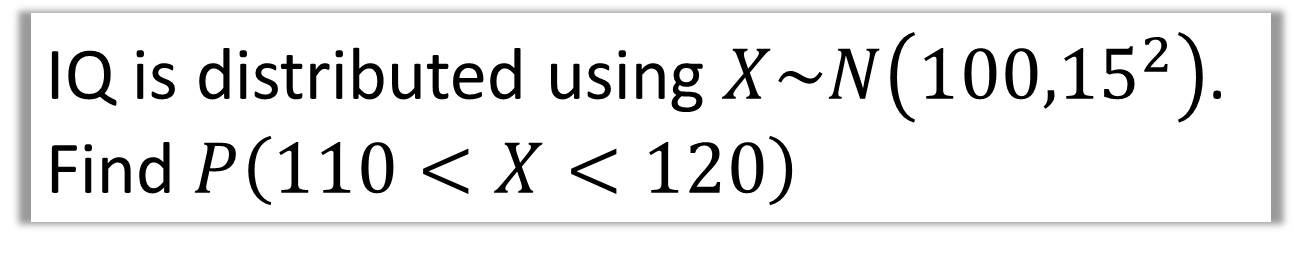 IQ is distributed using X~N(100,15²).
Find P(110 < X < 120)